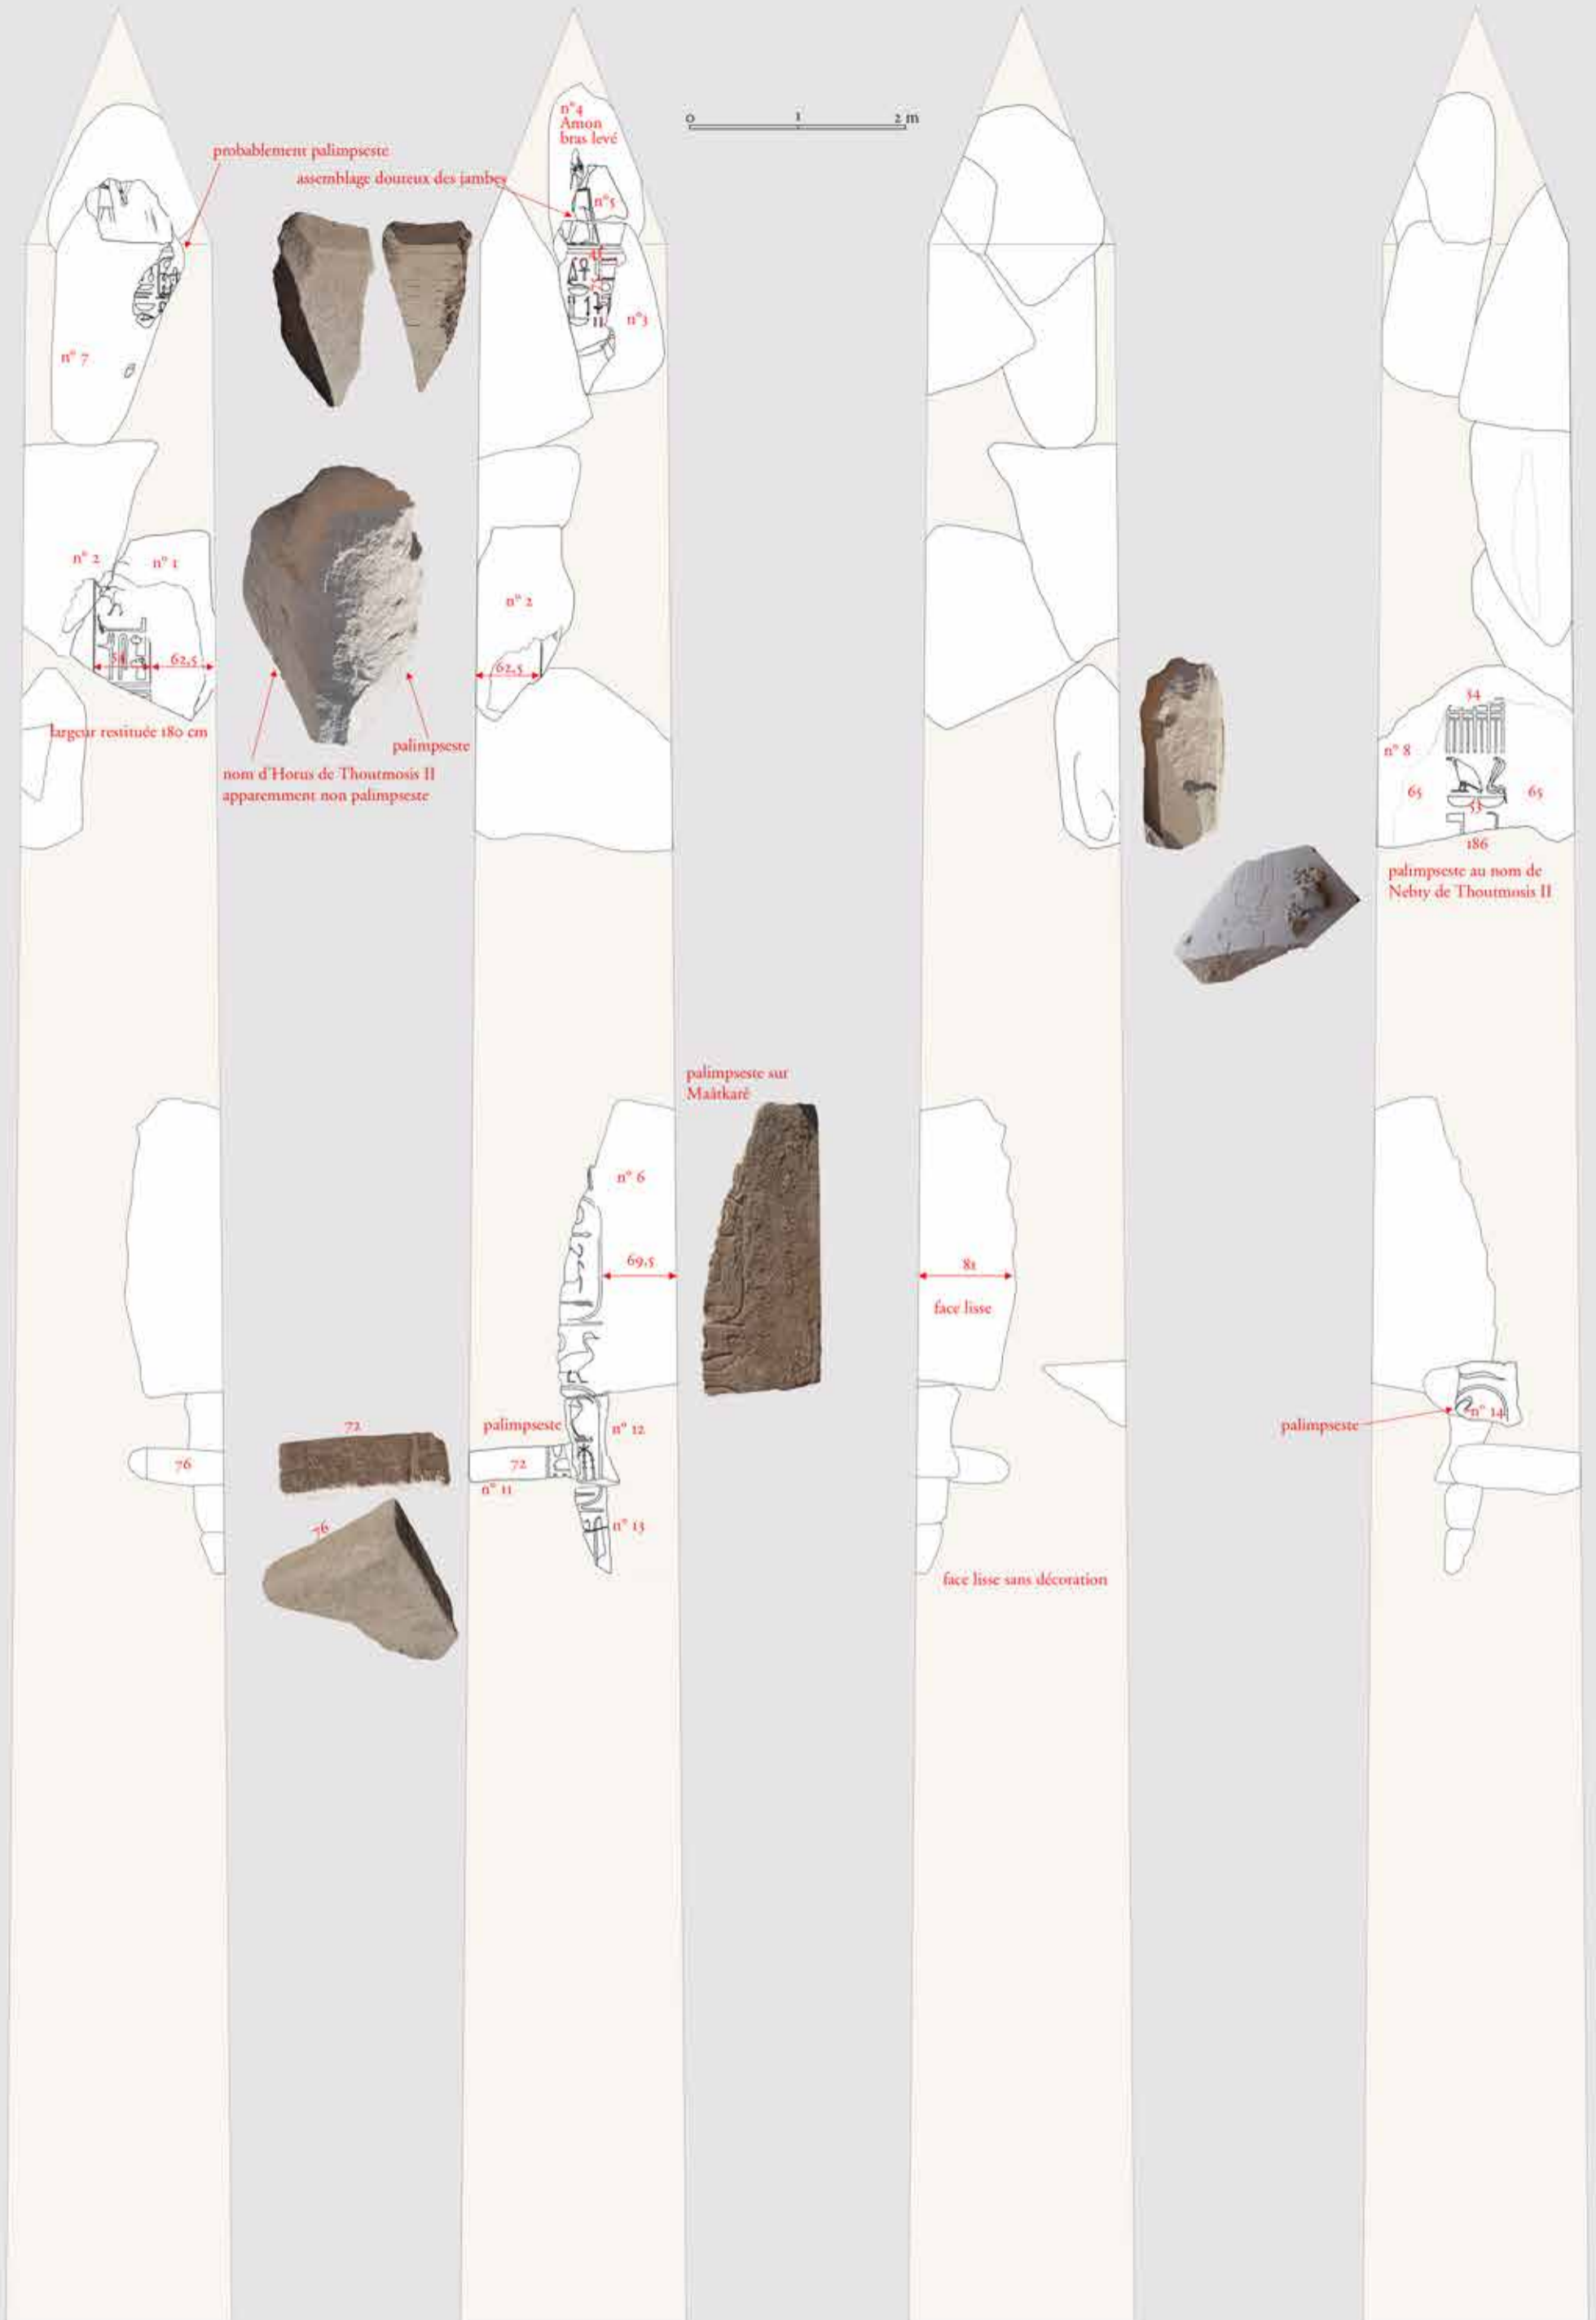 n°4
Amon
bras levé
0 1 2 m
probablement palimpseste
assemblage douteux des jambes
n°5
n° 7
n°3
n° 2
n° 1
n° 2
54
62,5
62,5
largeur restituée 180 cm
palimpseste
nom d'Horus de Thoutmosis II
apparemment non palimpseste
54
n° 8
65
53
65
186
palimpseste au nom de
Nebty de Thoutmosis II
palimpseste sur
Maâtkarê
n° 6
69,5
81
face lisse
72
palimpseste
n° 12
palimpseste
n° 14
76
72
n° 11
76
n° 13
face lisse sans décoration